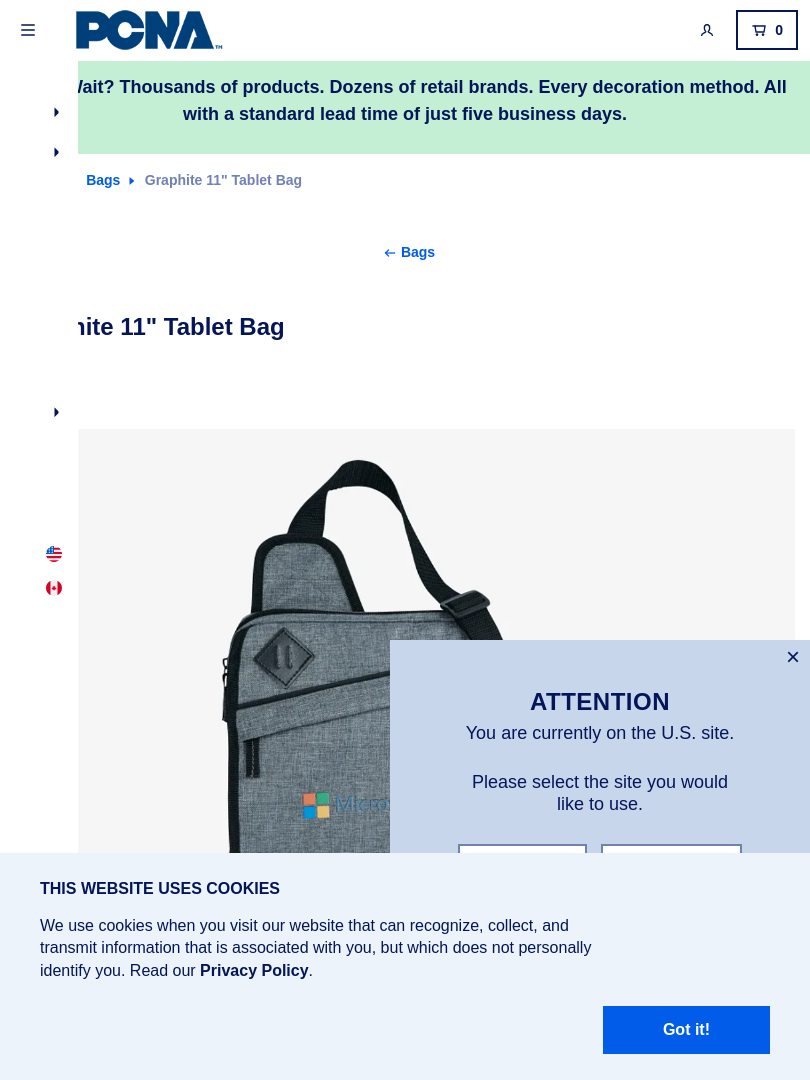 PCNA™
0
Wait? Thousands of products. Dozens of retail brands. Every decoration method. All
with a standard lead time of just five business days.
Bags Graphite 11" Tablet Bag
Bags
11" Tablet Bag
ATTENTION
You are currently on the U.S. site.
Please select the site you would
like to use.
THIS WEBSITE USES COOKIES
We use cookies when you visit our website that can recognize, collect, and
transmit information that is associated with you, but which does not personally
identify you. Read our Privacy Policy.
Got it!